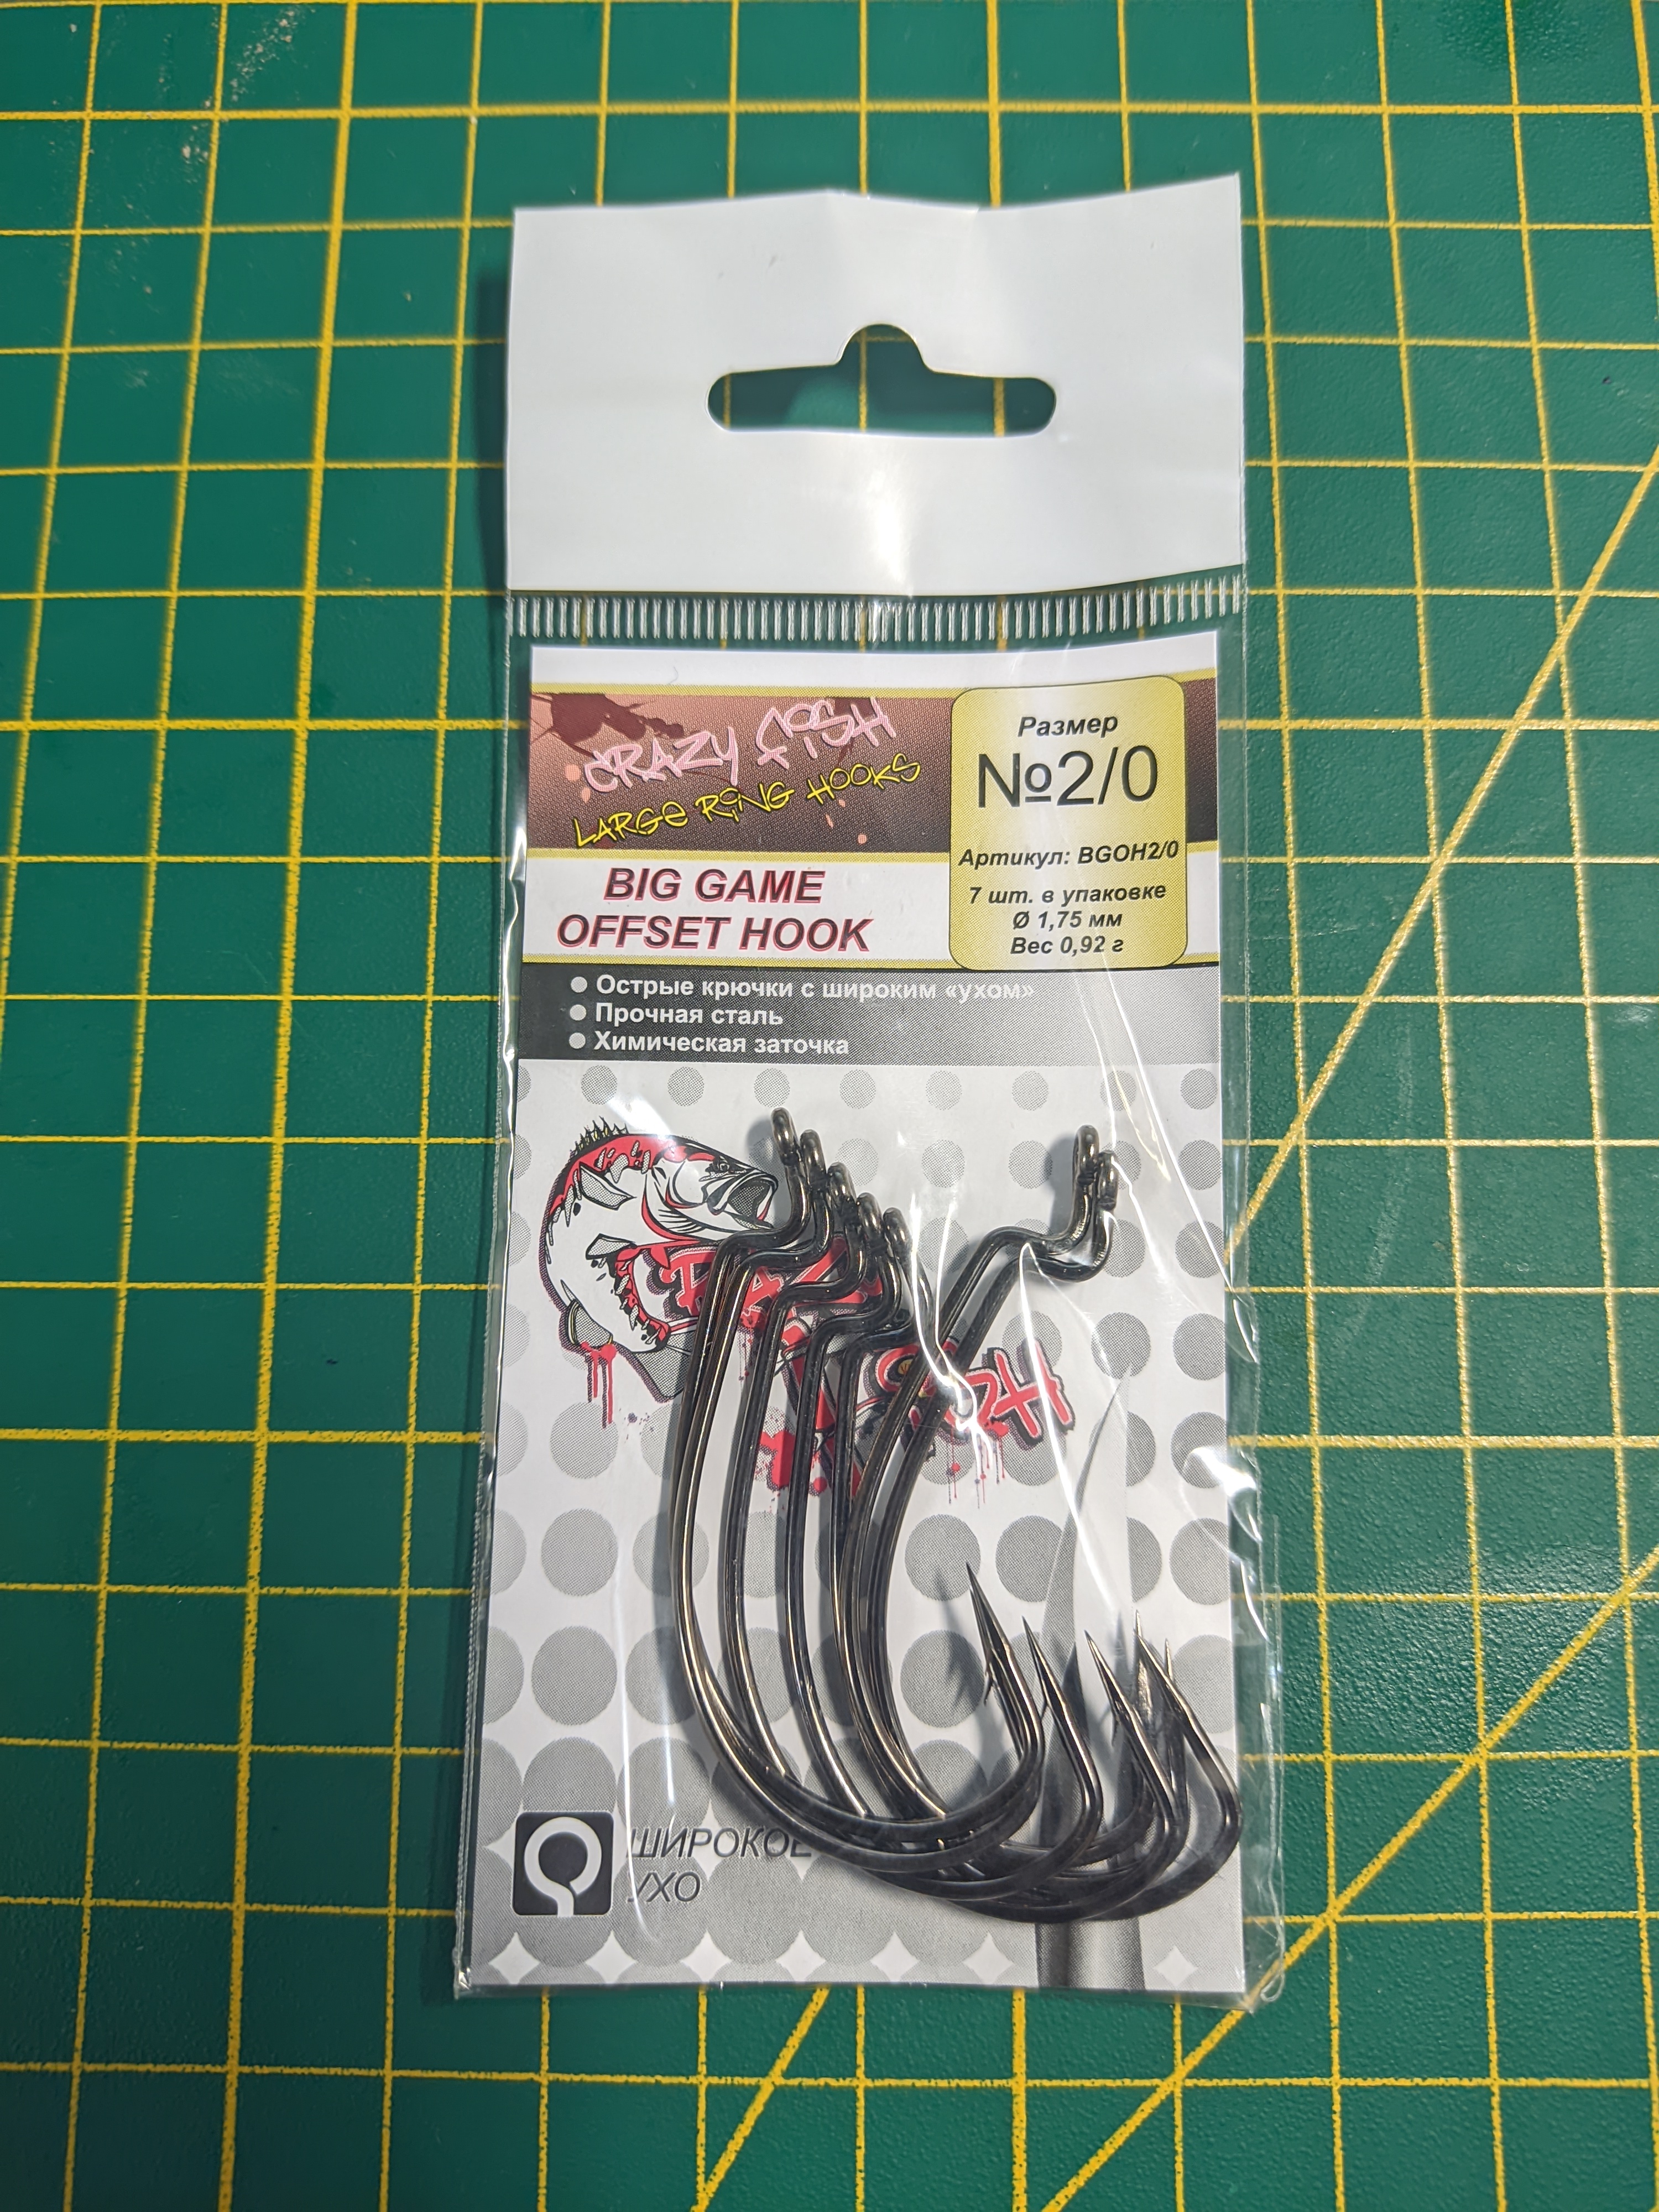 CRAZY FISH
LARGE RING HOOKS
BIG GAME
OFFSET HOOK
Размер
№2/0
Артикул: BGOH2/0
7 шт. в упаковке
Ø 1,75 мм
Вес 0,92 г
Острые крючки с широким «ухом»
Прочная сталь
Химическая заточка
ШИРОКОЕ
УХО